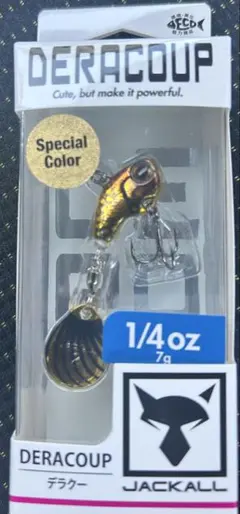 DERACOUP
Cute, but make it powerful.
Special
Color
1/4oz
7g
DERACOUP
デラクー
JACKALL